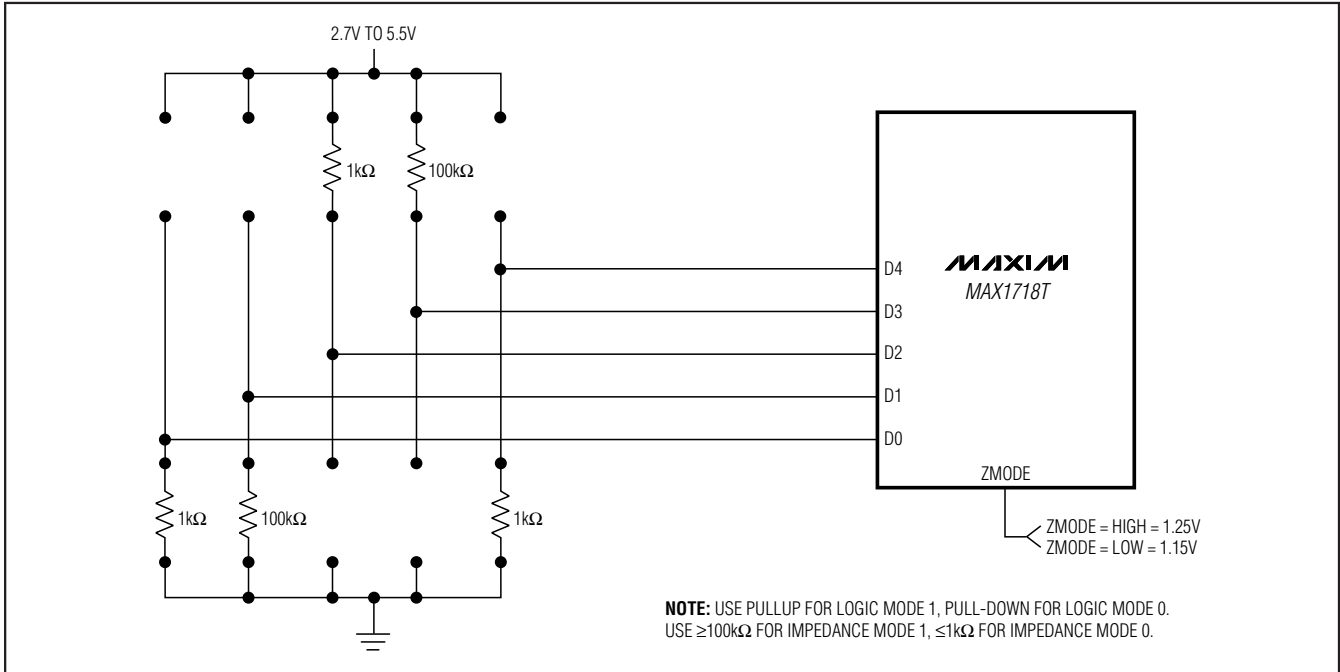 2.7V TO 5.5V
1kΩ
100kΩ
D4
MAXIM
MAX1718T
D3
D2
D1
D0
ZMODE
1kΩ
100kΩ
1kΩ
ZMODE = HIGH = 1.25V
ZMODE = LOW = 1.15V
NOTE: USE PULLUP FOR LOGIC MODE 1, PULL-DOWN FOR LOGIC MODE 0.
USE ≥100kΩ FOR IMPEDANCE MODE 1, ≤1kΩ FOR IMPEDANCE MODE 0.